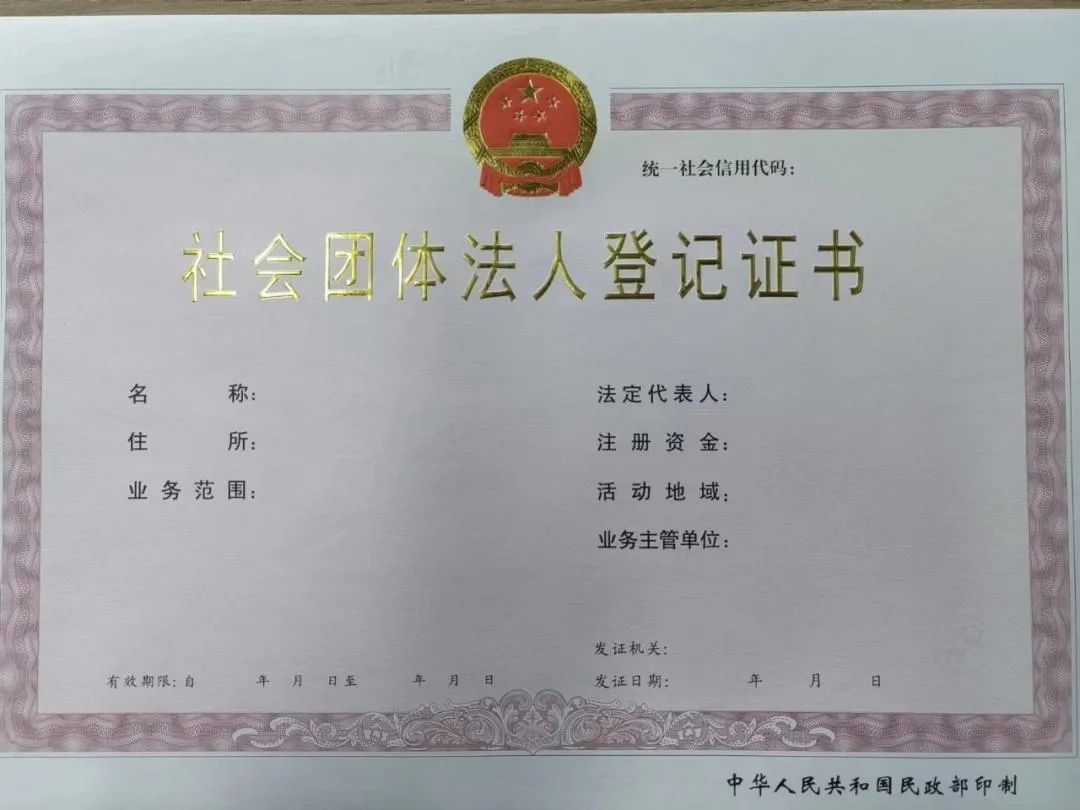 统一社会信用代码：
社会团体法人登记证书
名称：
法定代表人：
住所：
注册资金：
业务范围：
活动地域：
业务主管单位：
发证机关：
有效期限：自 年 月 日至 年 月 日
发证日期： 年 月 日
中华人民共和国民政部印制